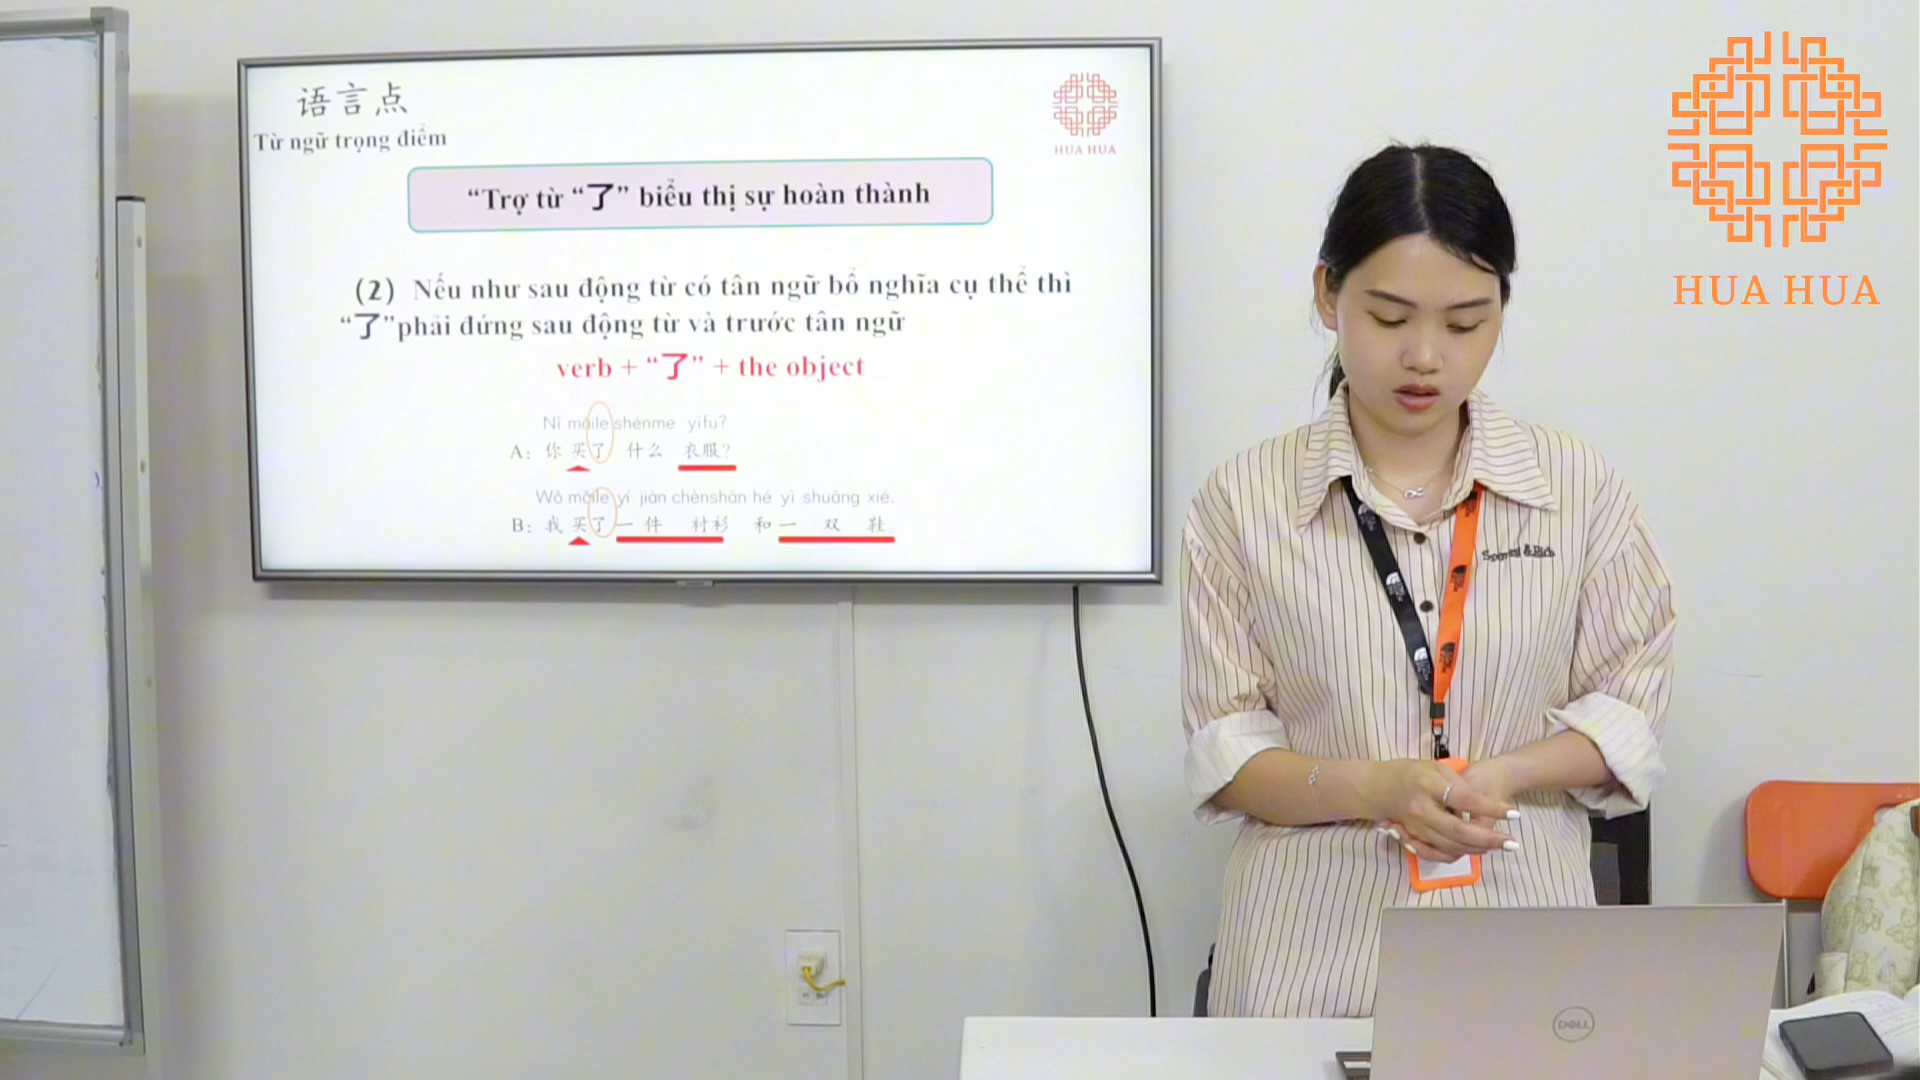 语言点
Từ ngữ trọng điểm
HUA HUA
“Trợ từ “了” biểu thị sự hoàn thành
(2) Nếu như sau động từ có tân ngữ bổ nghĩa cụ thể thì
“了”phải đứng sau động từ và trước tân ngữ
verb + “了” + the object
Nǐ mǎile shénme yīfu?
A: 你 买了 什么 衣服?
Wǒ mǎile yí jiàn chènshān hé yì shuāng xié.
B: 我 买了 一 件 衬衫 和 一 双 鞋。
HUA HUA
DELL